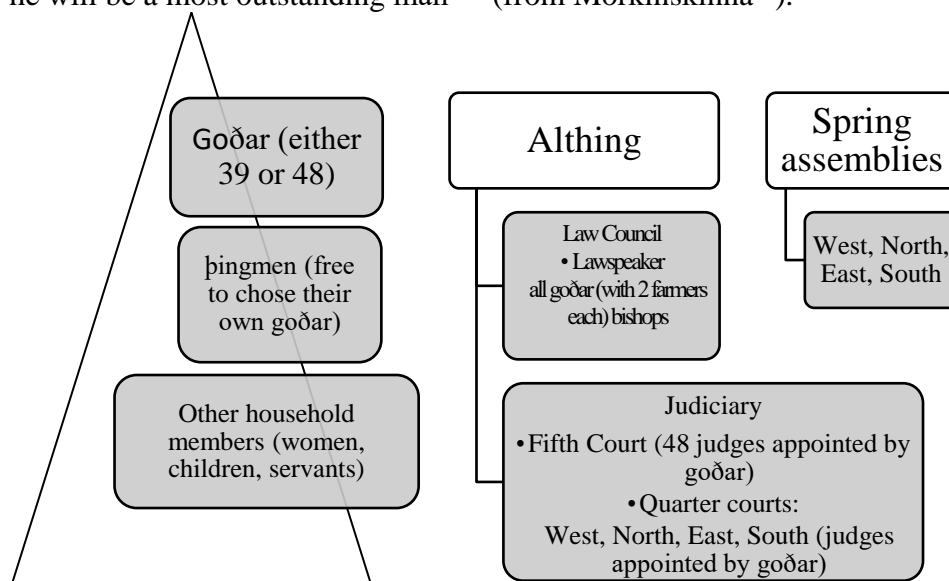 he will be a most outstanding man (from Morkinskinna ).
Goðar (either
39 or 48)
þingmen (free
to chose their
own goðar)
Other household
members (women,
children, servants)
Althing
Law Council
• Lawspeaker
all goðar (with 2 farmers
each) bishops
Judiciary
• Fifth Court (48 judges appointed by
goðar)
• Quarter courts:
West, North, East, South (judges
appointed by goðar)
Spring
assemblies
West, North,
East, South